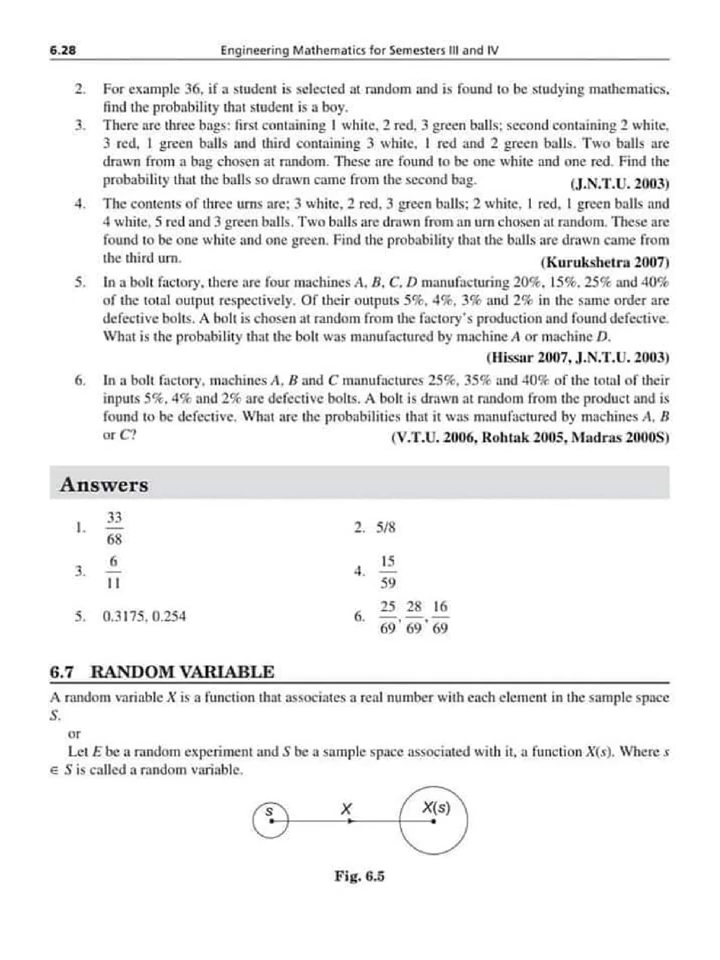 6.28 Engineering Mathematics for Semesters III and IV
2. For example 36, if a student is selected at random and is found to be studying mathematics,
find the probability that student is a boy.
3. There are three bags: first containing 1 white, 2 red, 3 green balls; second containing 2 white,
3 red, 1 green balls and third containing 3 white, 1 red and 2 green balls. Two balls are
drawn from a bag chosen at random. These are found to be one white and one red. Find the
probability that the balls so drawn came from the second bag. (J.N.T.U. 2003)
4. The contents of three urns are; 3 white, 2 red, 3 green balls; 2 white, 1 red, 1 green balls and
4 white, 5 red and 3 green balls. Two balls are drawn from an urn chosen at random. These are
found to be one white and one green. Find the probability that the balls are drawn came from
the third urn. (Kurukshetra 2007)
5. In a bolt factory, there are four machines A, B, C, D manufacturing 20%, 15%, 25% and 40%
of the total output respectively. Of their outputs 5%, 4%, 3% and 2% in the same order are
defective bolts. A bolt is chosen at random from the factory's production and found defective.
What is the probability that the bolt was manufactured by machine A or machine D.
(Hissar 2007, J.N.T.U. 2003)
6. In a bolt factory, machines A, B and C manufactures 25%, 35% and 40% of the total of their
inputs 5%, 4% and 2% are defective bolts. A bolt is drawn at random from the product and is
found to be defective. What are the probabilities that it was manufactured by machines A, B
or C? (V.T.U. 2006, Rohtak 2005, Madras 2000S)
Answers
1. 33/68 2. 5/8
3. 6/11 4. 15/59
5. 0.3175, 0.254 6. 25/69, 28/69, 16/69
6.7 RANDOM VARIABLE
A random variable X is a function that associates a real number with each element in the sample space
S.
or
Let E be a random experiment and S be a sample space associated with it, a function X(s). Where s
∈ S is called a random variable.
S X X(s)
Fig. 6.5